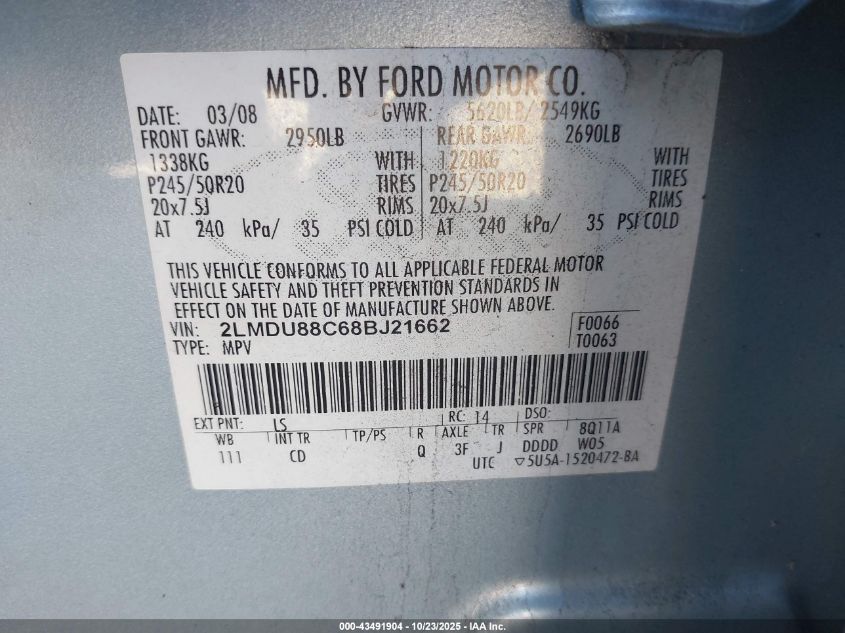 MFD. BY FORD MOTOR CO.
DATE: 03/08 GVWR: 5620LB/ 2549KG
FRONT GAWR: 2950LB REAR GAWR: 2690LB
1338KG WITH 1220KG WITH
P245/50R20 TIRES P245/50R20 TIRES
20x7.5J RIMS 20x7.5J RIMS
AT 240 kPa/ 35 PSI COLD AT 240 kPa/ 35 PSI COLD
THIS VEHICLE CONFORMS TO ALL APPLICABLE FEDERAL MOTOR
VEHICLE SAFETY AND THEFT PREVENTION STANDARDS IN
EFFECT ON THE DATE OF MANUFACTURE SHOWN ABOVE.
VIN: 2LMDU88C68BJ21662 F0066
TYPE: MPV T0063
EXT PNT: LS RC: 14 DSO:
WB INT TR TP/PS R AXLE TR SPR 8Q11A
111 CD Q 3F J DDDD W05
UTC ▽5U5A-1520472-BA
000-43491904 | 10/23/2025 - IAA Inc.